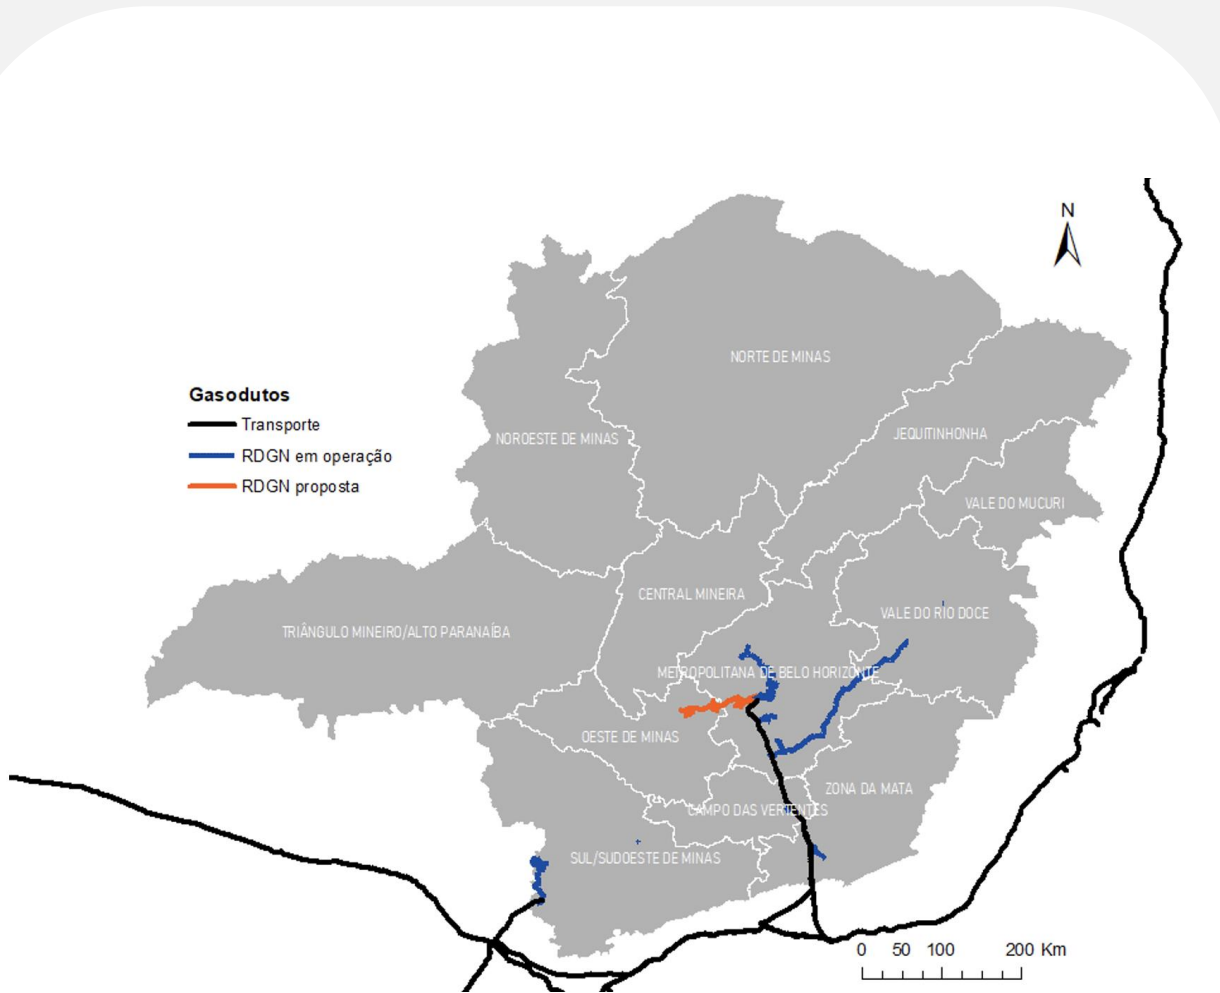 N
NORTE DE MINAS
Gasodutos
Transporte
RDGN em operação
RDGN proposta
NOROESTE DE MINAS
JEQUITINHONHA
VALE DO MUCURI
CENTRAL MINEIRA
VALE DO RIO DOCE
TRIÂNGULO MINEIRO/ALTO PARANAÍBA
METROPOLITANA DE BELO HORIZONTE
OESTE DE MINAS
ZONA DA MATA
CAMPO DAS VERTENTES
SUL/SUDOESTE DE MINAS
0 50 100 200 Km